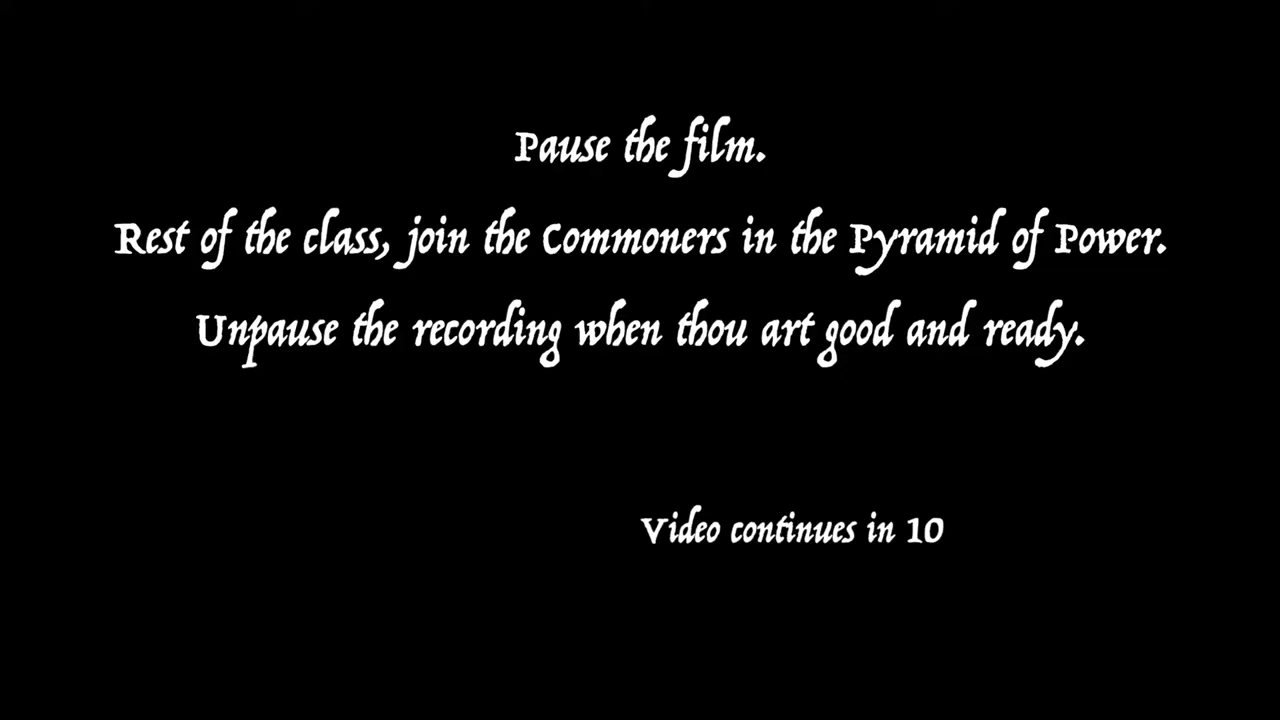 Pause the film.
Rest of the class, join the Commoners in the Pyramid of Power.
Unpause the recording when thou art good and ready.
Video continues in 10